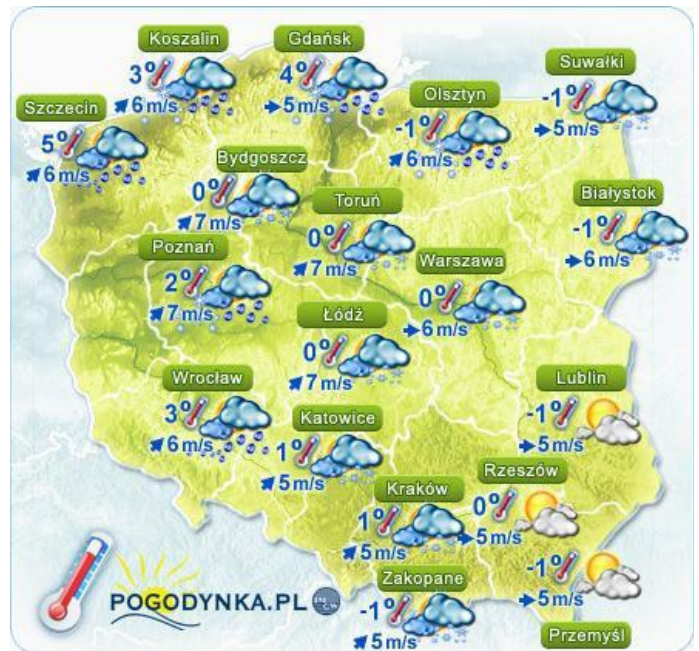 Koszalin
3°
6 m/s
Gdańsk
4°
5 m/s
Suwałki
-1°
5 m/s
Szczecin
5°
6 m/s
Olsztyn
-1°
6 m/s
Bydgoszcz
0°
7 m/s
Toruń
0°
7 m/s
Białystok
-1°
6 m/s
Poznań
2°
7 m/s
Warszawa
0°
6 m/s
Łódź
0°
7 m/s
Wrocław
3°
6 m/s
Katowice
1°
5 m/s
Lublin
-1°
5 m/s
Rzeszów
0°
5 m/s
Kraków
1°
5 m/s
Zakopane
-1°
5 m/s
-1°
5 m/s
Przemyśl
POGODYNKA.PL